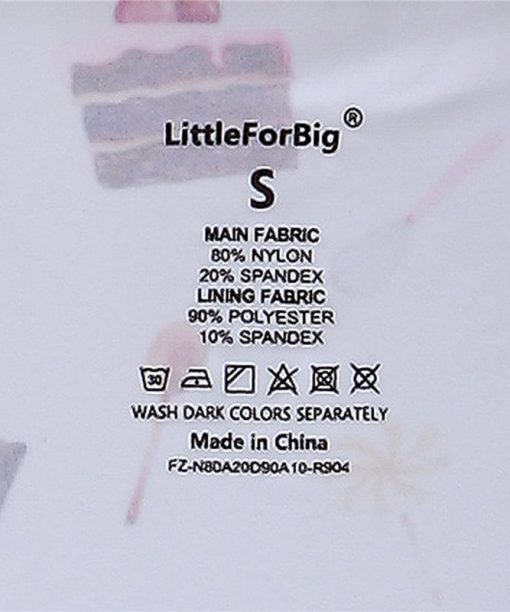 LittleForBig®
S
MAIN FABRIC
80% NYLON
20% SPANDEX
LINING FABRIC
90% POLYESTER
10% SPANDEX
30
WASH DARK COLORS SEPARATELY
Made in China
FZ-N80A20D90A10-R904